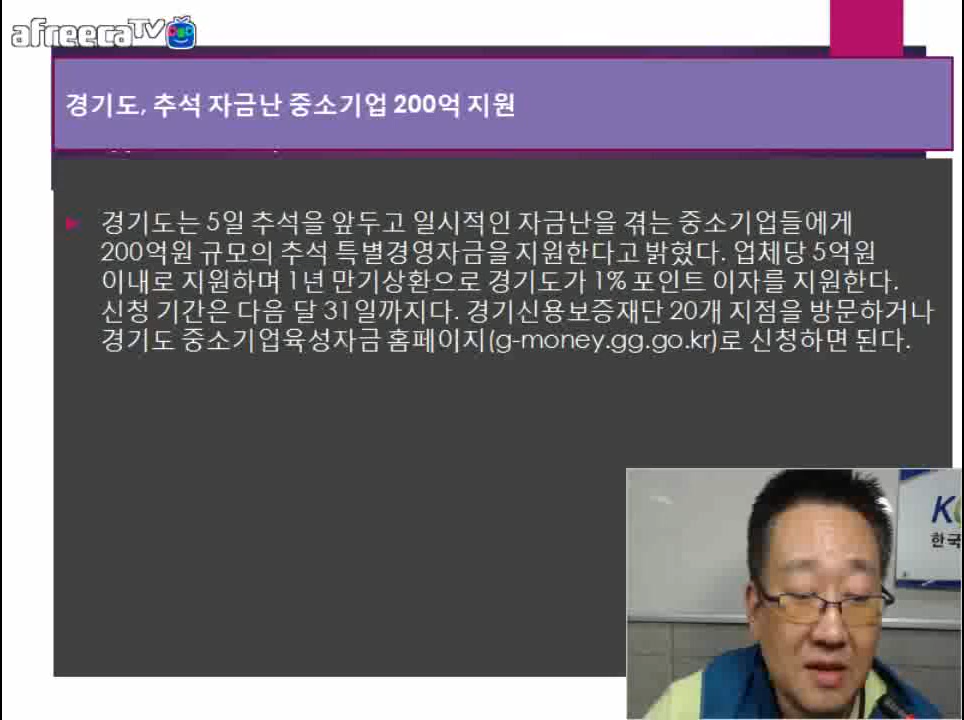 afreecaTV
경기도, 추석 자금난 중소기업 200억 지원
경기도는 5일 추석을 앞두고 일시적인 자금난을 겪는 중소기업들에게
200억원 규모의 추석 특별경영자금을 지원한다고 밝혔다. 업체당 5억원
이내로 지원하며 1년 만기상환으로 경기도가 1% 포인트 이자를 지원한다.
신청 기간은 다음 달 31일까지다. 경기신용보증재단 20개 지점을 방문하거나
경기도 중소기업육성자금 홈페이지(g-money.gg.go.kr)로 신청하면 된다.
한국